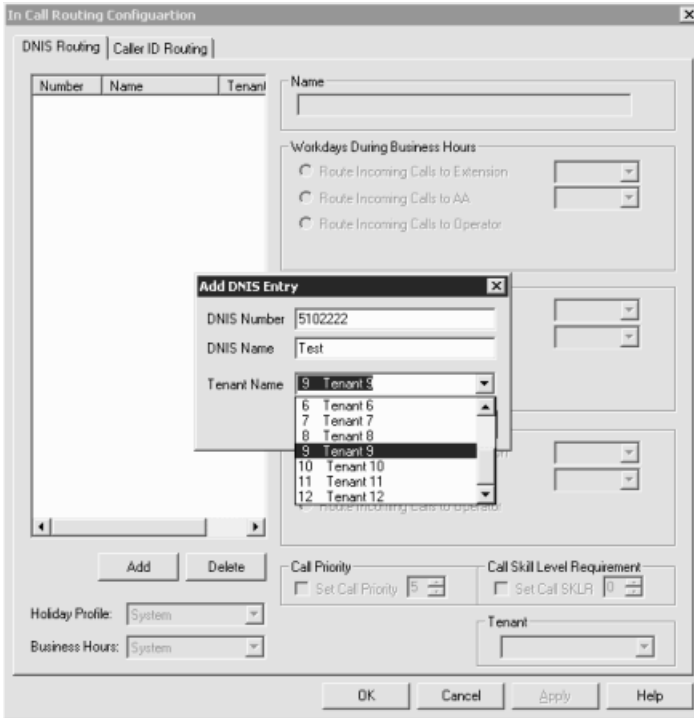 In Call Routing Configuartion
DNIS Routing Caller ID Routing
Number Name Tenant
Name
Workdays During Business Hours
Route Incoming Calls to Extension
Route Incoming Calls to AA
Route Incoming Calls to Operator
Add DNIS Entry
DNIS Number 5102222
DNIS Name Test
Tenant Name 9 Tenant 9
6 Tenant 6
7 Tenant 7
8 Tenant 8
9 Tenant 9
10 Tenant 10
11 Tenant 11
12 Tenant 12
Route Incoming Calls to Operator
Add Delete
Call Priority
Set Call Priority 5
Call Skill Level Requirement
Set Call SKLR 0
Holiday Profile: System
Business Hours: System
Tenant
OK Cancel Apply Help